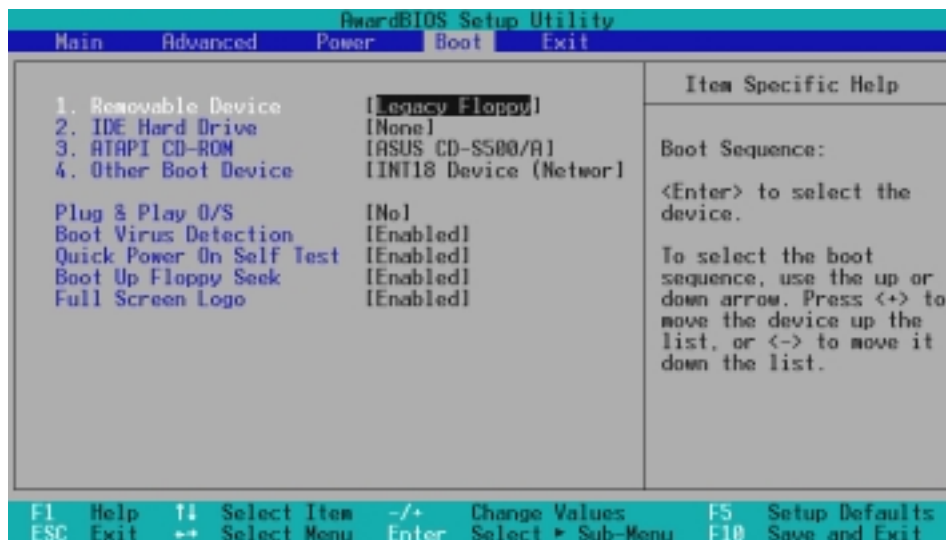 AwardBIOS Setup Utility
Main Advanced Power Boot Exit
1. Removable Device [Legacy Floppy]
2. IDE Hard Drive [None]
3. ATAPI CD-ROM [ASUS CD-S500/A]
4. Other Boot Device [INT18 Device (Networ]
Plug & Play O/S [No]
Boot Virus Detection [Enabled]
Quick Power On Self Test [Enabled]
Boot Up Floppy Seek [Enabled]
Full Screen Logo [Enabled]
Item Specific Help
Boot Sequence:
<Enter> to select the
device.
To select the boot
sequence, use the up or
down arrow. Press <+> to
move the device up the
list, or <-> to move it
down the list.
F1 Help ↑↓ Select Item -/+ Change Values F5 Setup Defaults
ESC Exit ←→ Select Menu Enter Select ► Sub-Menu F10 Save and Exit